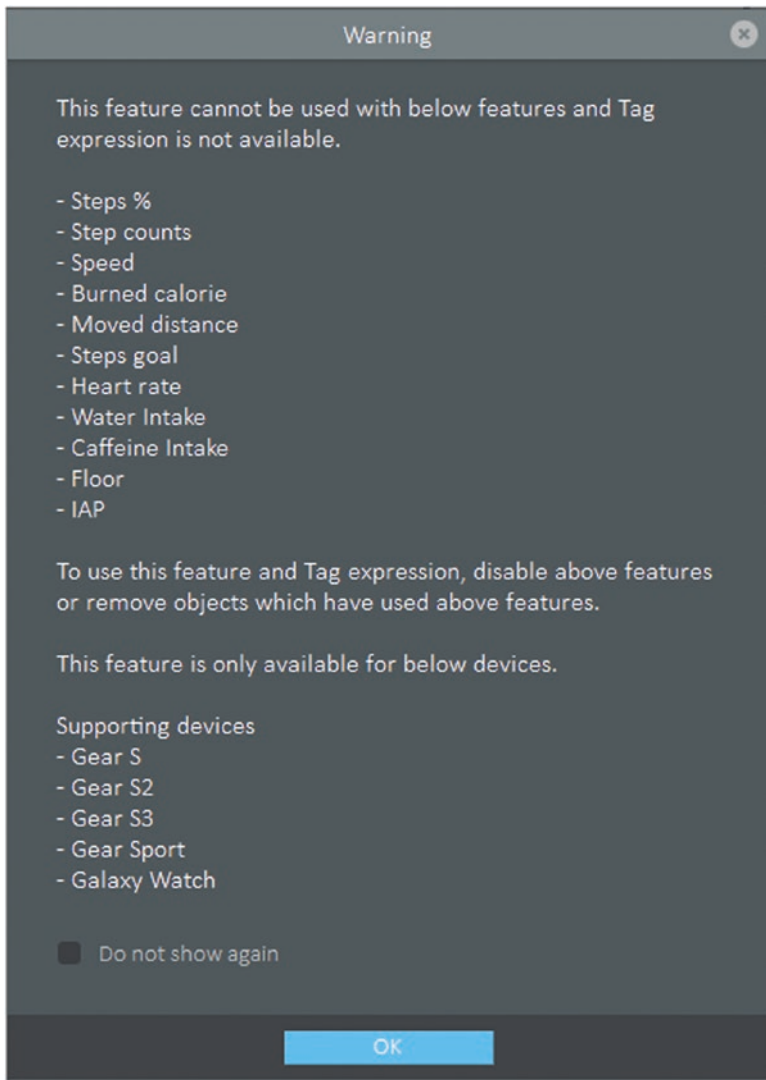 Warning
This feature cannot be used with below features and Tag
expression is not available.
- Steps %
- Step counts
- Speed
- Burned calorie
- Moved distance
- Steps goal
- Heart rate
- Water Intake
- Caffeine Intake
- Floor
- IAP
To use this feature and Tag expression, disable above features
or remove objects which have used above features.
This feature is only available for below devices.
Supporting devices
- Gear S
- Gear S2
- Gear S3
- Gear Sport
- Galaxy Watch
Do not show again
OK